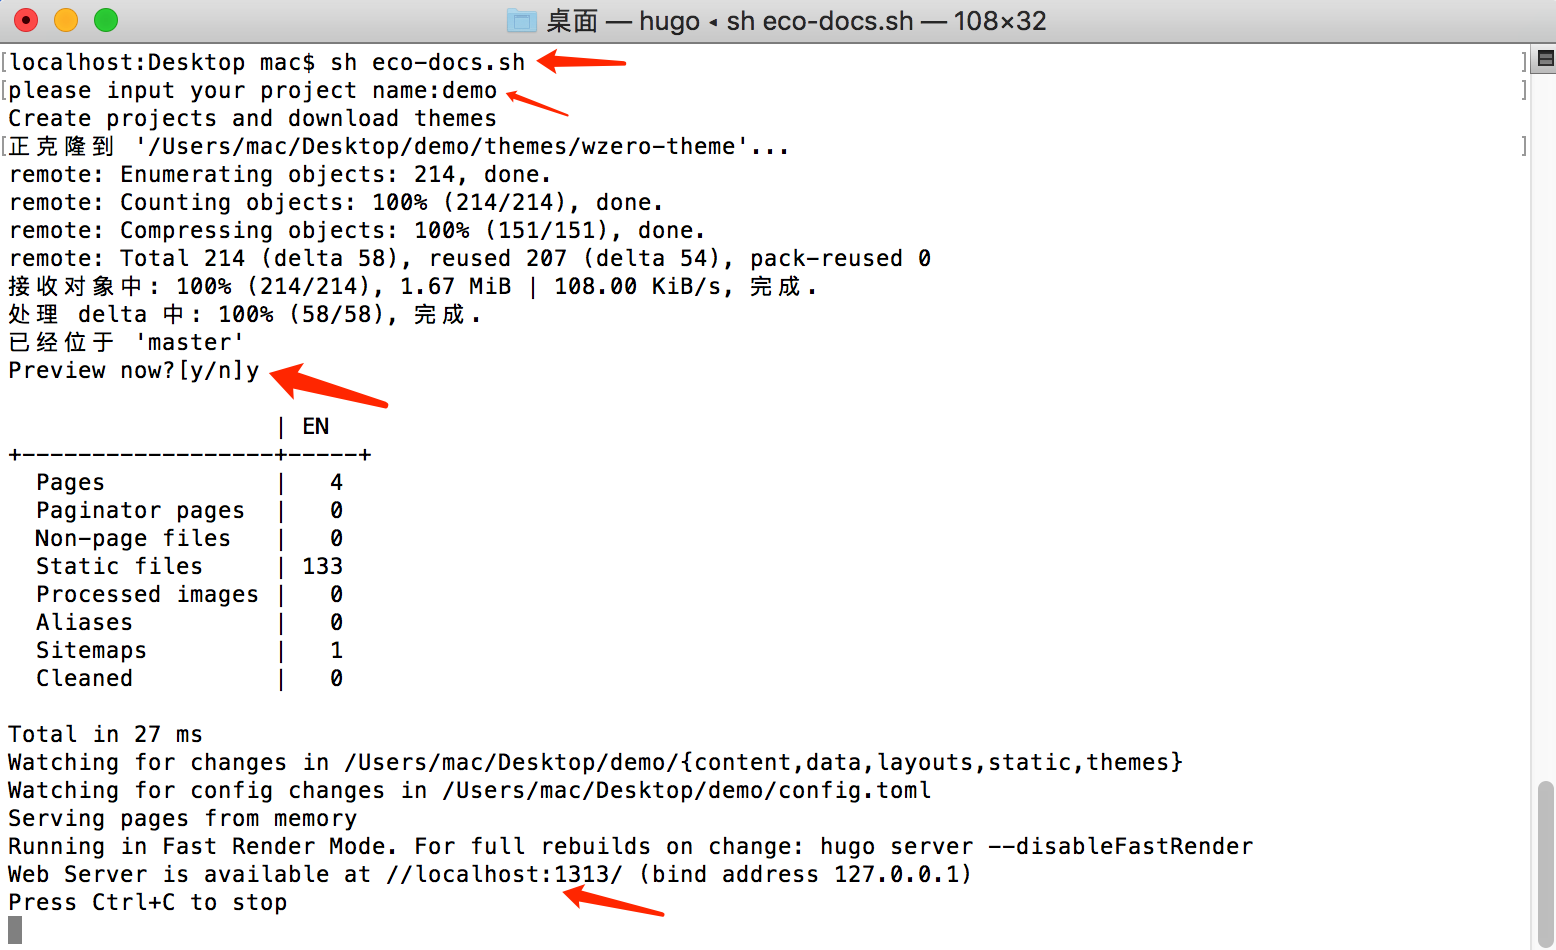 桌面 — hugo ◂ sh eco-docs.sh — 108×32
localhost:Desktop mac$ sh eco-docs.sh
please input your project name:demo
Create projects and download themes
正克隆到 '/Users/mac/Desktop/demo/themes/wzero-theme'...
remote: Enumerating objects: 214, done.
remote: Counting objects: 100% (214/214), done.
remote: Compressing objects: 100% (151/151), done.
remote: Total 214 (delta 58), reused 207 (delta 54), pack-reused 0
接收对象中: 100% (214/214), 1.67 MiB | 108.00 KiB/s, 完成.
处理 delta 中: 100% (58/58), 完成.
已经位于 'master'
Preview now?[y/n]y
| EN
+------------------+-----+
Pages | 4
Paginator pages | 0
Non-page files | 0
Static files | 133
Processed images | 0
Aliases | 0
Sitemaps | 1
Cleaned | 0
Total in 27 ms
Watching for changes in /Users/mac/Desktop/demo/{content,data,layouts,static,themes}
Watching for config changes in /Users/mac/Desktop/demo/config.toml
Serving pages from memory
Running in Fast Render Mode. For full rebuilds on change: hugo server --disableFastRender
Web Server is available at //localhost:1313/ (bind address 127.0.0.1)
Press Ctrl+C to stop